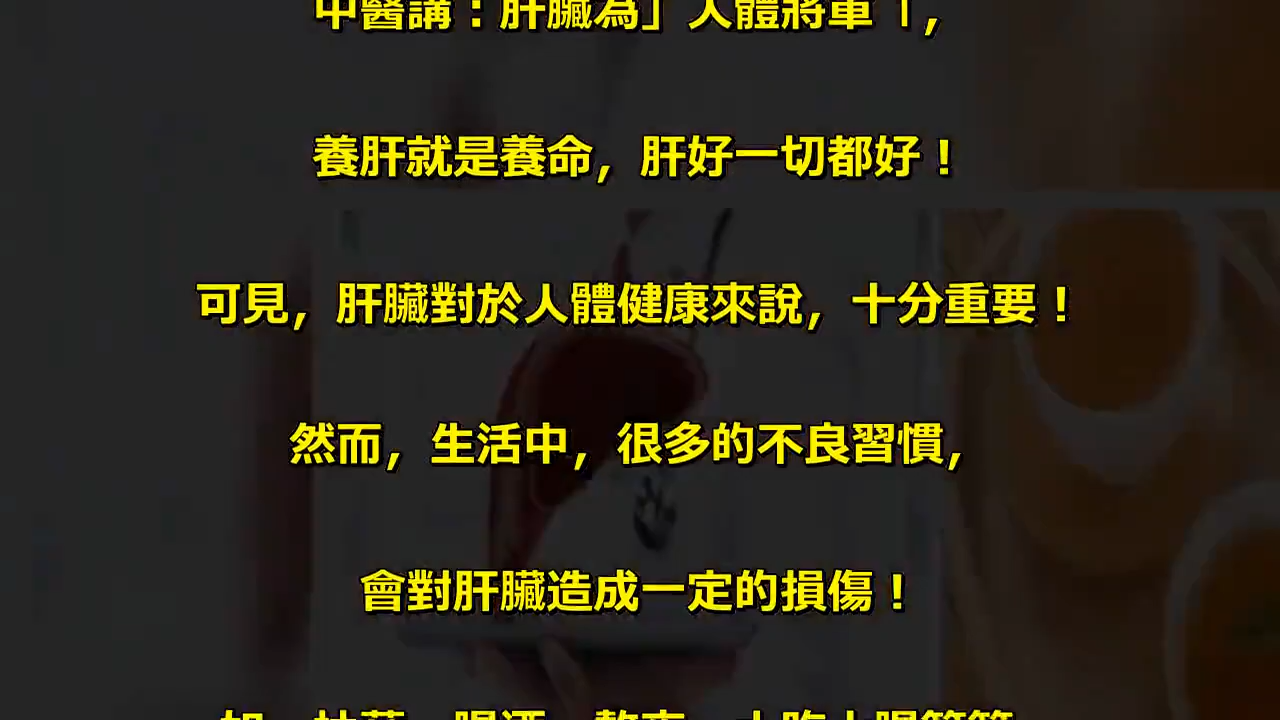 中醫講：肝臟為」人體將軍「，
養肝就是養命，肝好一切都好！
可見，肝臟對於人體健康來說，十分重要！
然而，生活中，很多的不良習慣，
會對肝臟造成一定的損傷！